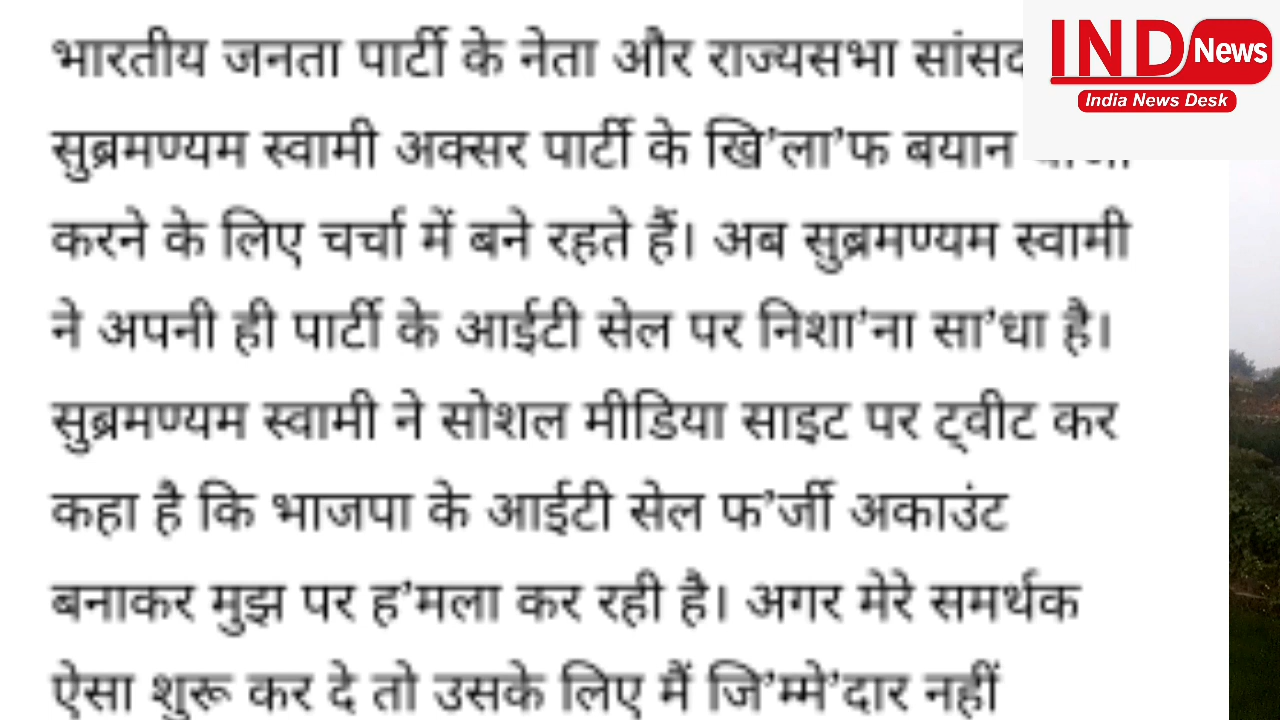 भारतीय जनता पार्टी के नेता और राज्यसभा सांसद
IND News
India News Desk
सुब्रमण्यम स्वामी अक्सर पार्टी के खि’ला’फ बयान
करने के लिए चर्चा में बने रहते हैं। अब सुब्रमण्यम स्वामी
ने अपनी ही पार्टी के आईटी सेल पर निशा’ना सा’धा है।
सुब्रमण्यम स्वामी ने सोशल मीडिया साइट पर ट्वीट कर
कहा है कि भाजपा के आईटी सेल फ’र्जी अकाउंट
बनाकर मुझ पर ह’मला कर रही है। अगर मेरे समर्थक
ऐसा शुरू कर दे तो उसके लिए मैं जि’म्मे’दार नहीं